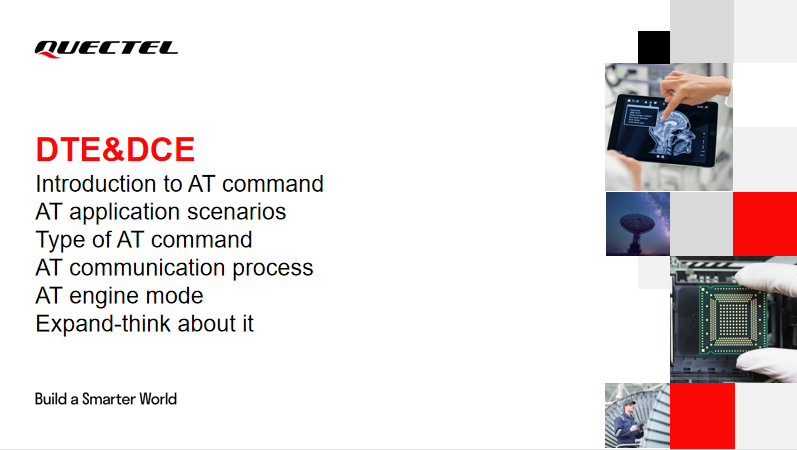 QUECTEL
DTE&DCE
Introduction to AT command
AT application scenarios
Type of AT command
AT communication process
AT engine mode
Expand-think about it
Build a Smarter World